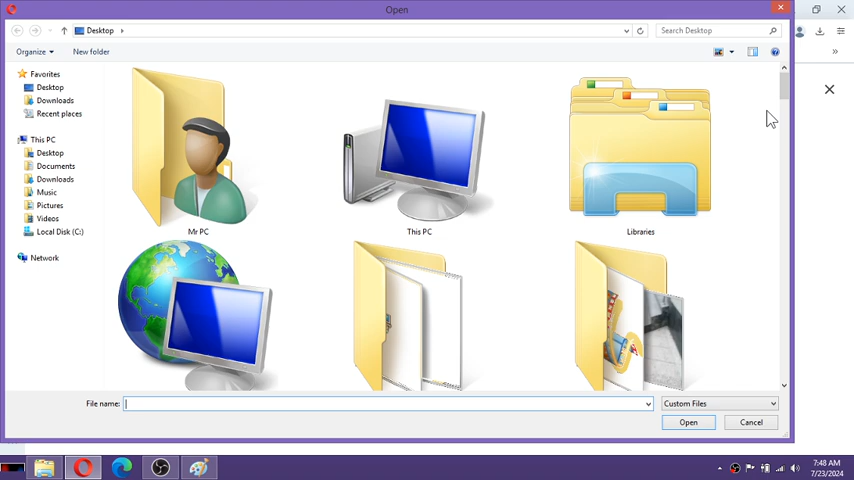 Open
Desktop
Search Desktop
Organize
New folder
Favorites
Desktop
Downloads
Recent places
This PC
Desktop
Documents
Downloads
Music
Pictures
Videos
Local Disk (C:)
Network
Mr PC
This PC
Libraries
File name:
Custom Files
Open
Cancel
7:48 AM
7/23/2024